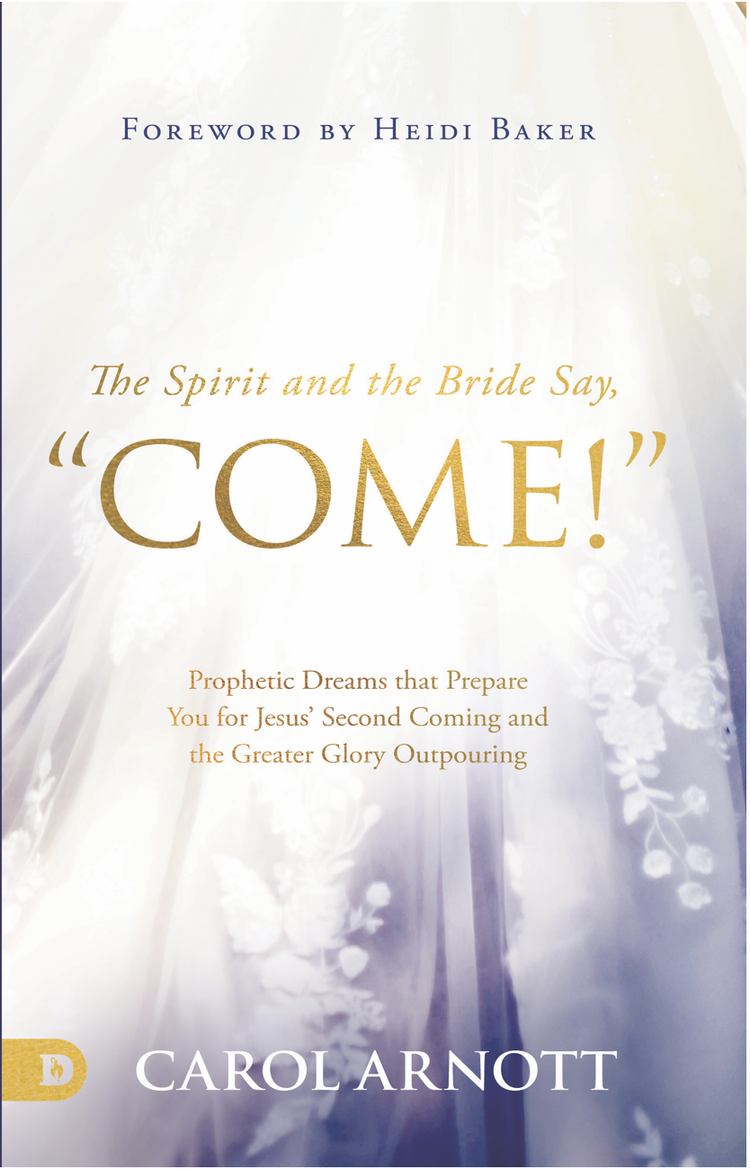 Foreword by Heidi Baker
The Spirit and the Bride Say,
“COME!”
Prophetic Dreams that Prepare
You for Jesus’ Second Coming and
the Greater Glory Outpouring
D
CAROL ARNOTT